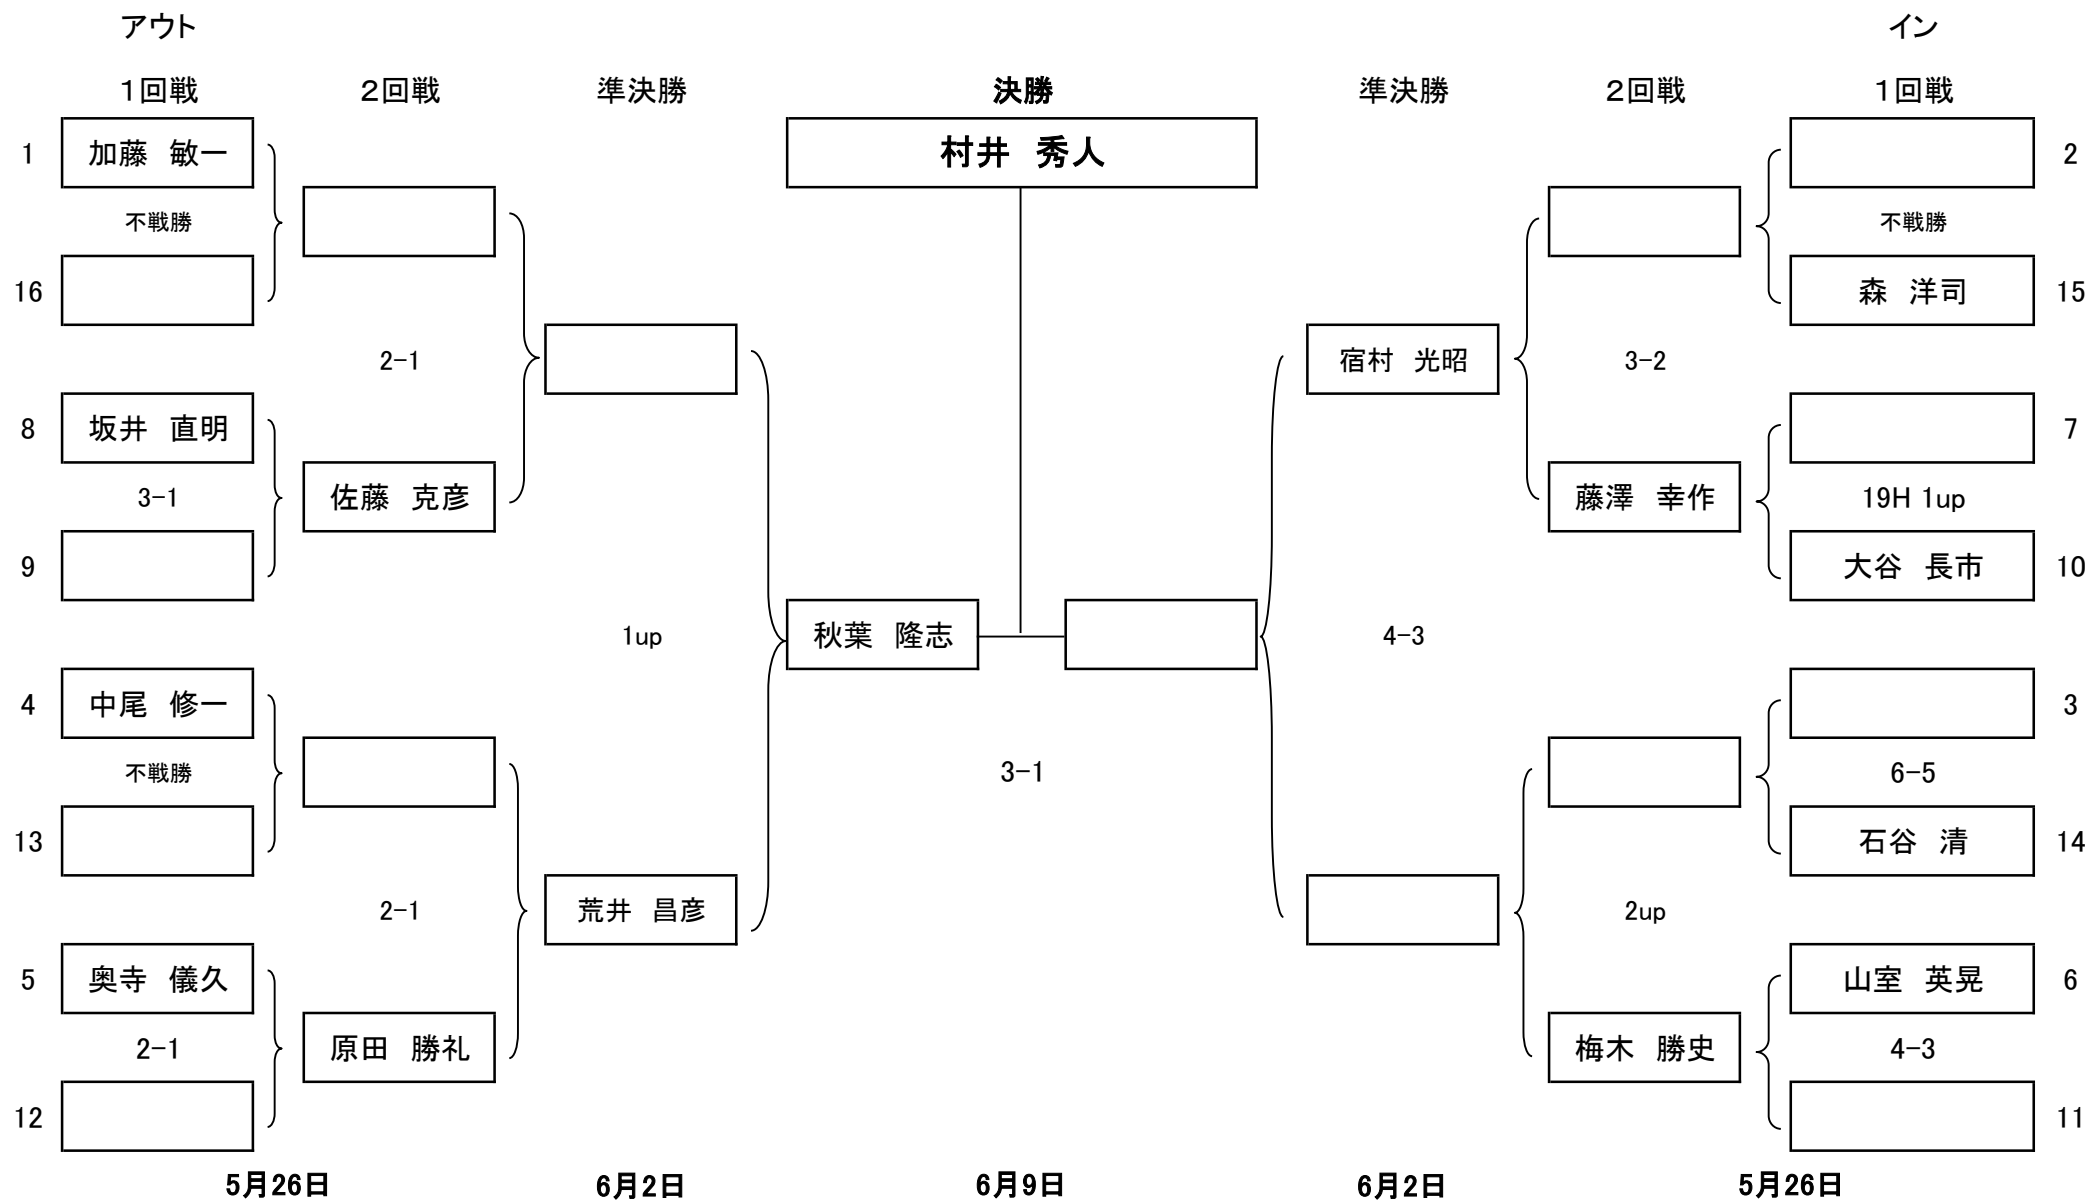 アウト イン
１回戦 ２回戦 準決勝 決勝 準決勝 ２回戦 １回戦
1 加藤 敏一 村井 秀人 2
不戦勝 不戦勝
16 森 洋司 15
2-1 宿村 光昭 3-2
8 坂井 直明 7
3-1 佐藤 克彦 藤澤 幸作 19H 1up
9 大谷 長市 10
1up 秋葉 隆志 4-3
4 中尾 修一 3
不戦勝 3-1 6-5
13 石谷 清 14
2-1 荒井 昌彦 2up
5 奥寺 儀久 山室 英晃 6
2-1 原田 勝礼 梅木 勝史 4-3
12 11
5月26日 6月2日 6月9日 6月2日 5月26日